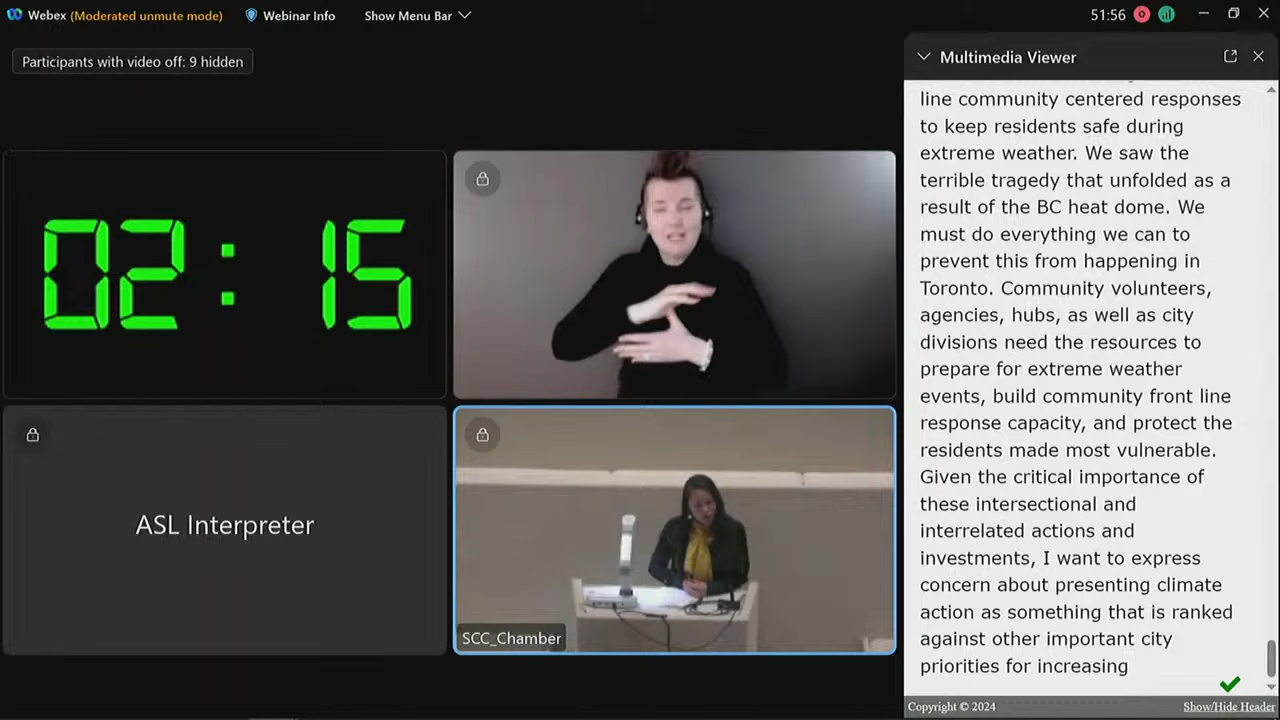 Webex (Moderated unmute mode) Webinar Info Show Menu Bar 51:56
Participants with video off: 9 hidden
02:15
ASL Interpreter
SCC_Chamber
Multimedia Viewer
line community centered responses
to keep residents safe during
extreme weather. We saw the
terrible tragedy that unfolded as a
result of the BC heat dome. We
must do everything we can to
prevent this from happening in
Toronto. Community volunteers,
agencies, hubs, as well as city
divisions need the resources to
prepare for extreme weather
events, build community front line
response capacity, and protect the
residents made most vulnerable.
Given the critical importance of
these intersectional and
interrelated actions and
investments, I want to express
concern about presenting climate
action as something that is ranked
against other important city
priorities for increasing
Copyright © 2024 Show/Hide Header